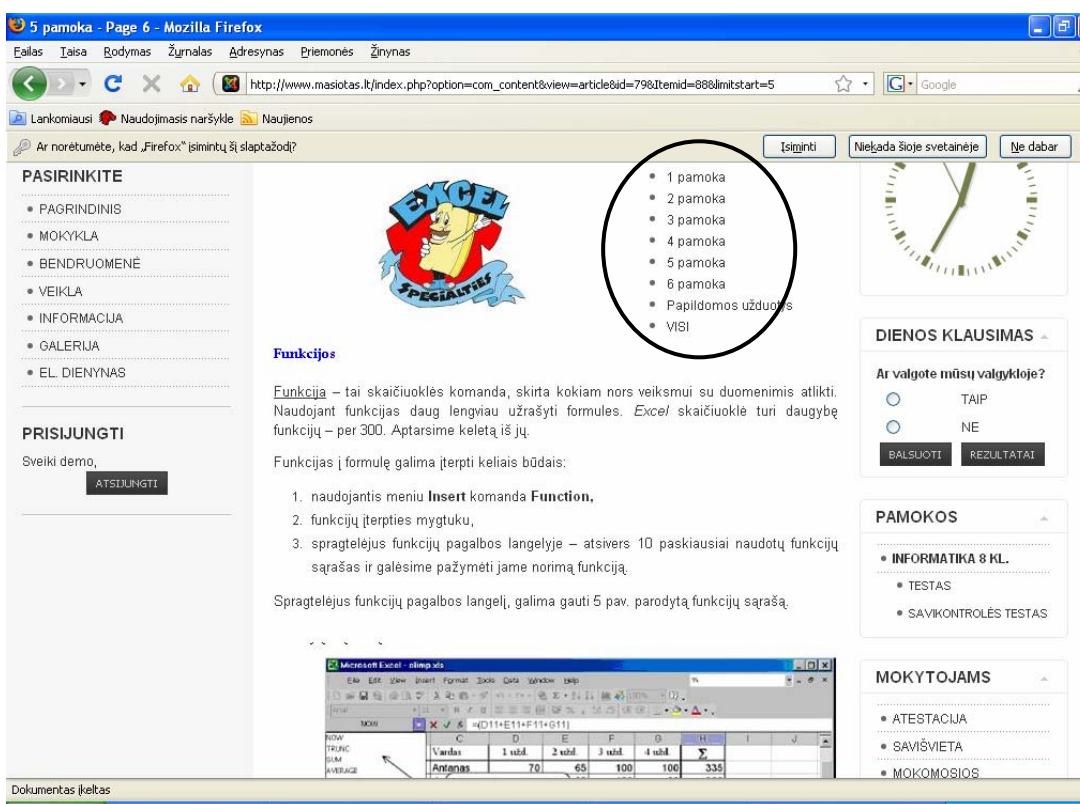 5 pamoka - Page 6 - Mozilla Firefox
Failas Taisa Rodymas Žurnalas Adresynas Priemonės Žinynas
http://www.masiotas.lt/index.php?option=com_content&view=article&id=79&Itemid=88&limitstart=5
G Google
Lankomiausi Naudojimasis naršykle Naujienos
Ar norėtumėte, kad „Firefox“ įsimintų šį slaptažodį?
Įsiminti
Niekada šioje svetainėje
Ne dabar
PASIRINKITE
PAGRINDINIS
MOKYKLA
BENDRUOMENĖ
VEIKLA
INFORMACIJA
GALERIJA
EL. DIENYNAS
PRISIJUNGTI
Sveiki demo,
ATSIJUNGTI
EXCEL
SPECIALTIES
1 pamoka
2 pamoka
3 pamoka
4 pamoka
5 pamoka
6 pamoka
Papildomos užduotys
VISI
Funkcijos
Funkcija – tai skaičiuoklės komanda, skirta kokiam nors veiksmui su duomenimis atlikti.
Naudojant funkcijas daug lengviau užrašyti formules. Excel skaičiuoklė turi daugybę
funkcijų – per 300. Aptarsime keletą iš jų.
Funkcijas į formulę galima įterpti keliais būdais:
1. naudojantis meniu Insert komanda Function,
2. funkcijų įterpties mygtuku,
3. spragtelėjus funkcijų pagalbos langelyje – atsivers 10 paskiausiai naudotų funkcijų
sąrašas ir galėsime pažymėti jame norimą funkciją.
Spragtelėjus funkcijų pagalbos langelį, galima gauti 5 pav. parodytą funkcijų sąrašą.
Microsoft Excel - olimp.xls
File Edit View Insert Format Tools Data Window Help
NOW =(D11+E11+F11+G11)
C D E F G H I J
NOW
TRUNC
SUM
AVERAGE
Vardas 1 užd. 2 užd. 3 užd. 4 užd. Σ
Antanas 70 65 100 100 335
DIENOS KLAUSIMAS
Ar valgote mūsų valgykloje?
TAIP
NE
BALSUOTI REZULTATAI
PAMOKOS
INFORMATIKA 8 KL.
TESTAS
SAVIKONTROLĖS TESTAS
MOKYTOJAMS
ATESTACIJA
SAVIŠVIETA
MOKOMOSIOS
Dokumentas įkeltas